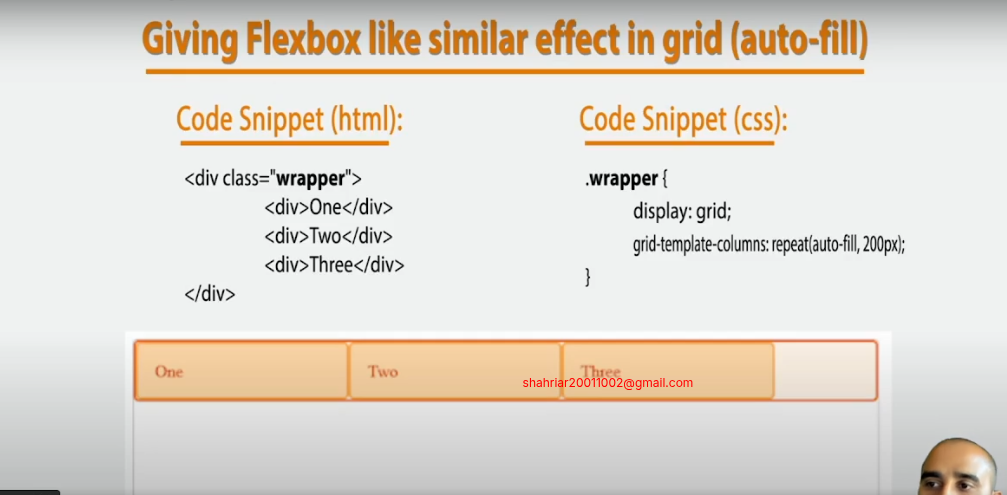 Giving Flexbox like similar effect in grid (auto-fill)
Code Snippet (html):
<div class="wrapper">
<div>One</div>
<div>Two</div>
<div>Three</div>
</div>
Code Snippet (css):
.wrapper {
display: grid;
grid-template-columns: repeat(auto-fill, 200px);
}
One
Two
Three
shahriar20011002@gmail.com